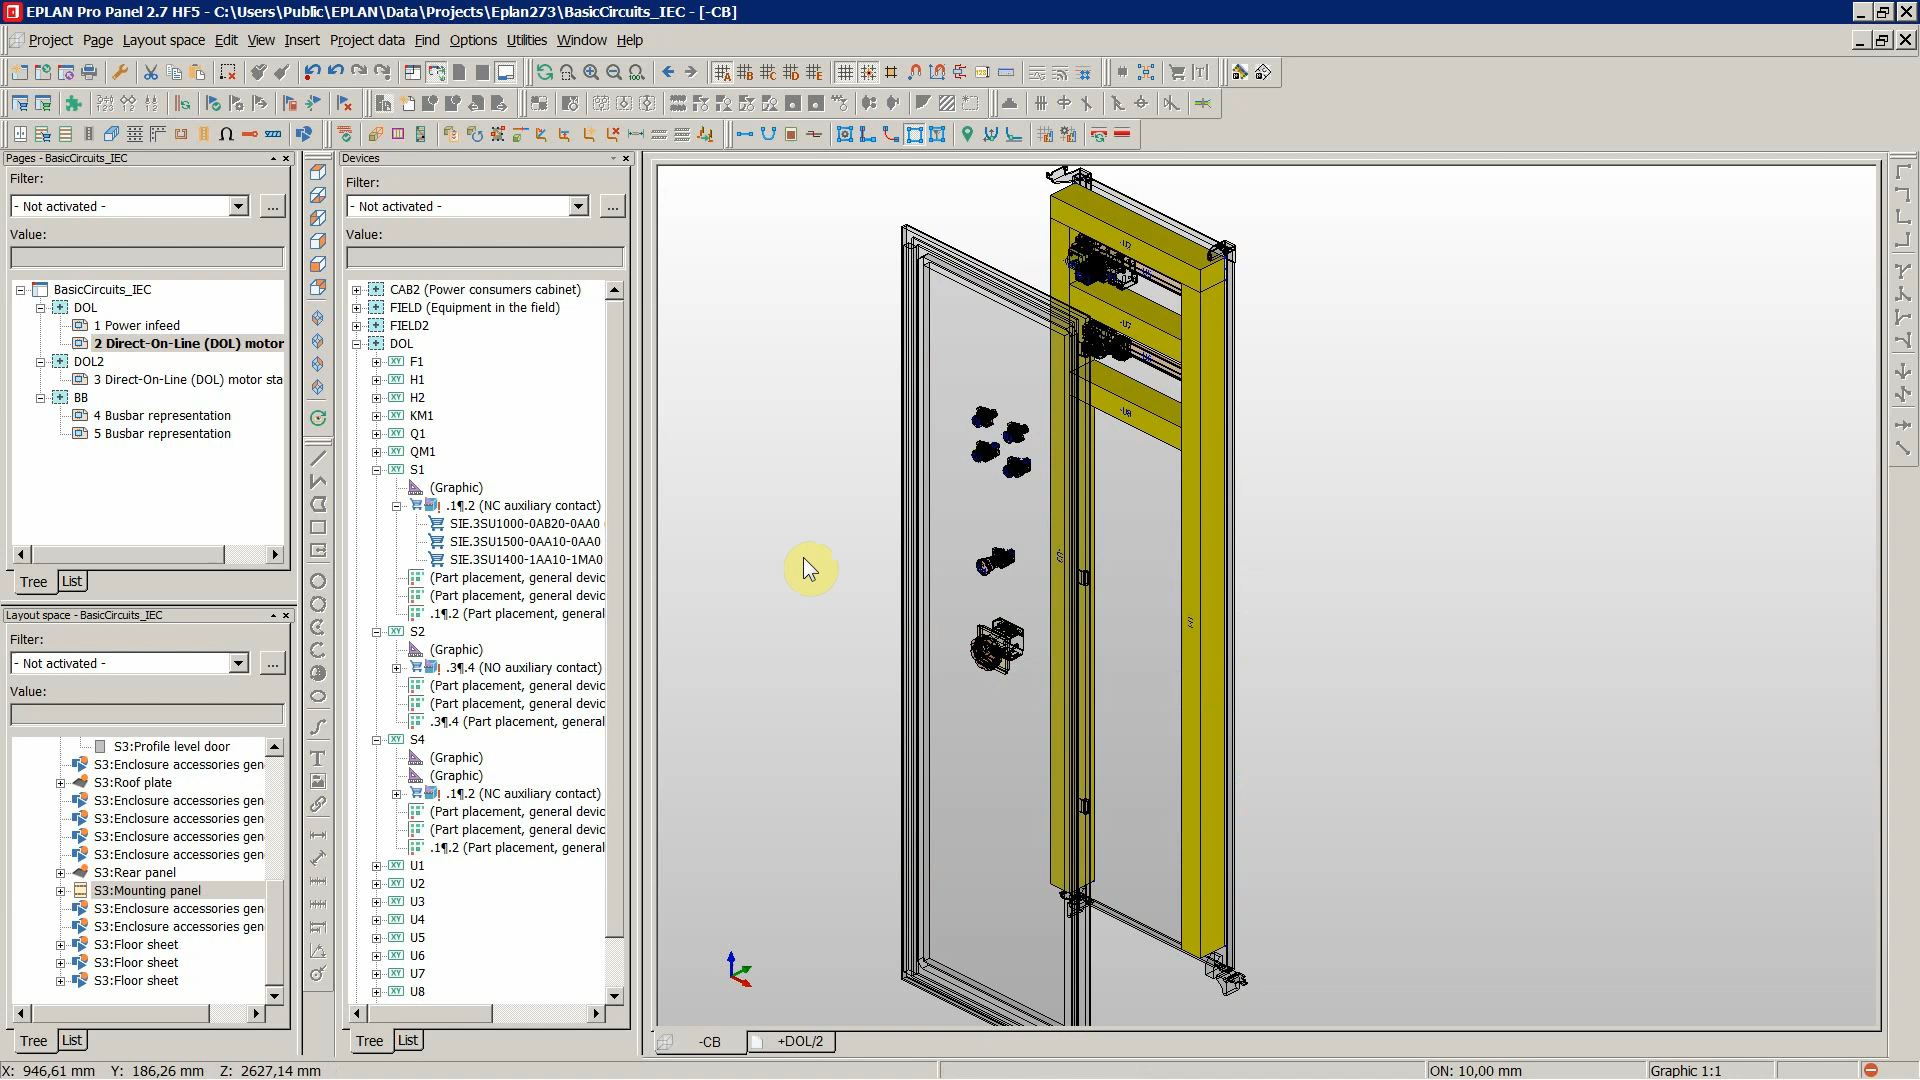 EPLAN Pro Panel 2.7 HF5 - C:\Users\Public\EPLAN\Data\Projects\Eplan273\BasicCircuits_IEC - [-CB]
Project Page Layout space Edit View Insert Project data Find Options Utilities Window Help
Pages - BasicCircuits_IEC
Filter:
- Not activated -
...
Value:
BasicCircuits_IEC
DOL
1 Power infeed
2 Direct-On-Line (DOL) motor
DOL2
3 Direct-On-Line (DOL) motor sta
BB
4 Busbar representation
5 Busbar representation
Tree List
Layout space - BasicCircuits_IEC
Filter:
- Not activated -
...
Value:
S3:Profile level door
S3:Enclosure accessories gen
S3:Roof plate
S3:Enclosure accessories gen
S3:Enclosure accessories gen
S3:Enclosure accessories gen
S3:Enclosure accessories gen
S3:Rear panel
S3:Mounting panel
S3:Enclosure accessories gen
S3:Enclosure accessories gen
S3:Floor sheet
S3:Floor sheet
S3:Floor sheet
Tree List
Devices
Filter:
- Not activated -
...
Value:
CAB2 (Power consumers cabinet)
FIELD (Equipment in the field)
FIELD2
DOL
F1
H1
H2
KM1
Q1
QM1
S1
(Graphic)
.1¶.2 (NC auxiliary contact)
SIE.3SU1000-0AB20-0AA0
SIE.3SU1500-0AA10-0AA0
SIE.3SU1400-1AA10-1MA0
(Part placement, general devic
(Part placement, general devic
.1¶.2 (Part placement, general
S2
(Graphic)
.3¶.4 (NO auxiliary contact)
(Part placement, general devic
(Part placement, general devic
.3¶.4 (Part placement, general
S4
(Graphic)
(Graphic)
.1¶.2 (NC auxiliary contact)
(Part placement, general devic
(Part placement, general devic
.1¶.2 (Part placement, general
U1
U2
U3
U4
U5
U6
U7
U8
Tree List
-U7
-U8
-CB
+DOL/2
X: 946,61 mm Y: 186,26 mm Z: 2627,14 mm
ON: 10,00 mm
Graphic 1:1